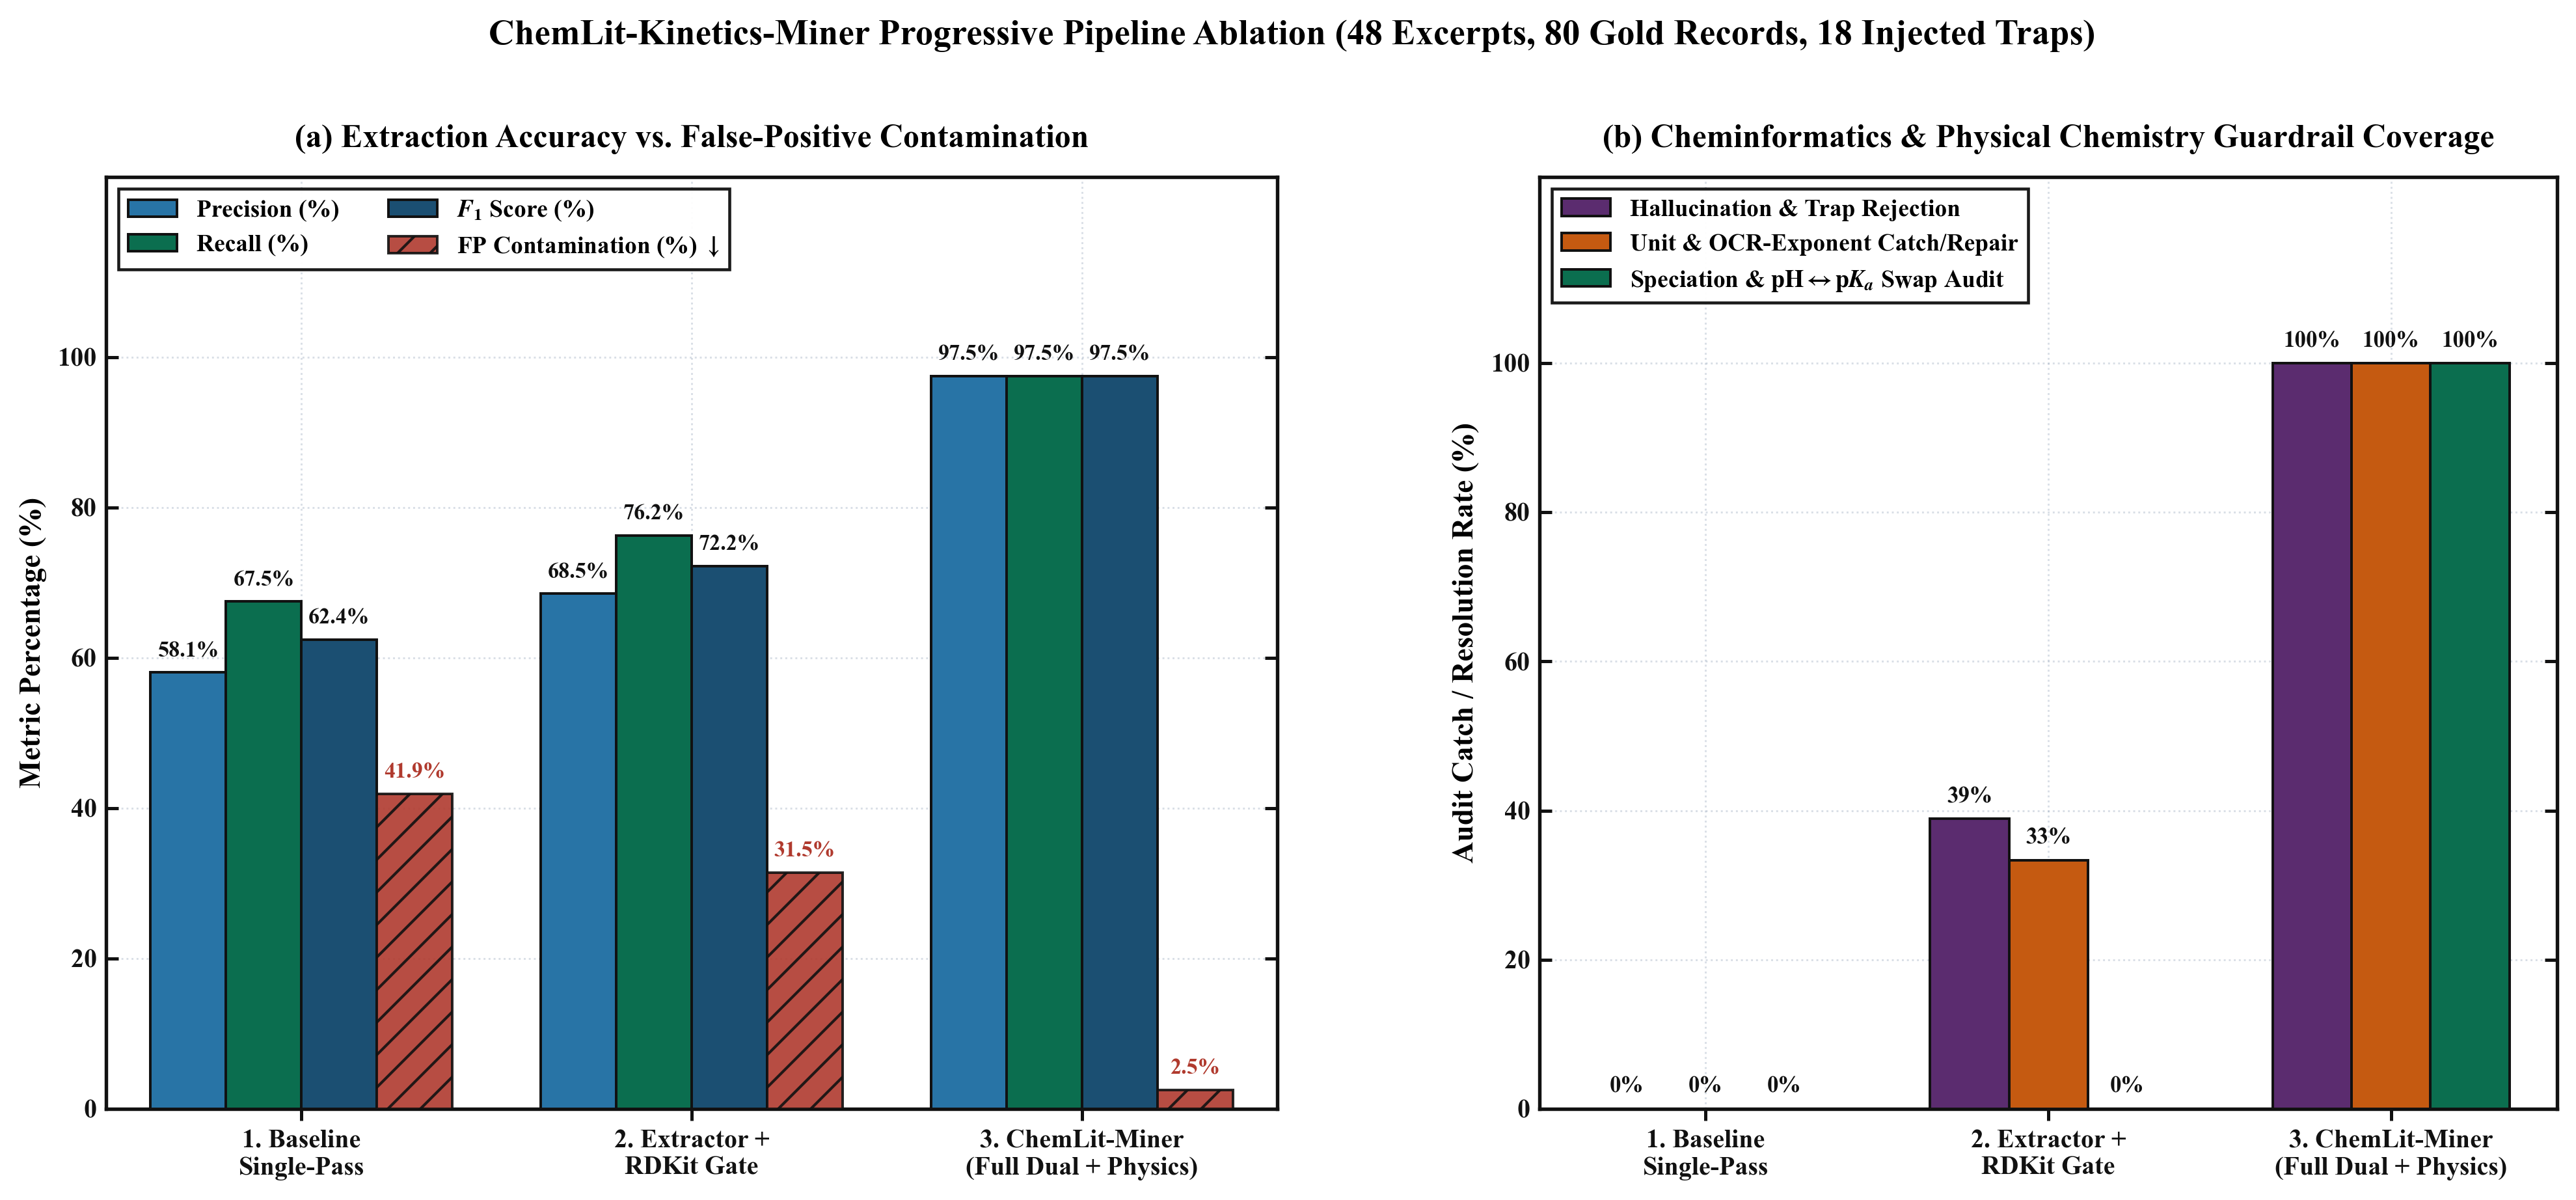 ChemLit-Kinetics-Miner Progressive Pipeline Ablation (48 Excerpts, 80 Gold Records, 18 Injected Traps)
(a) Extraction Accuracy vs. False-Positive Contamination
Precision (%)
Recall (%)
F₁ Score (%)
FP Contamination (%) ↓
Metric Percentage (%)
100
80
60
40
20
0
58.1%
67.5%
62.4%
41.9%
68.5%
76.2%
72.2%
31.5%
97.5%
97.5%
97.5%
2.5%
1. Baseline
Single-Pass
2. Extractor +
RDKit Gate
3. ChemLit-Miner
(Full Dual + Physics)
(b) Cheminformatics & Physical Chemistry Guardrail Coverage
Hallucination & Trap Rejection
Unit & OCR-Exponent Catch/Repair
Speciation & pH↔pKₐ Swap Audit
Audit Catch / Resolution Rate (%)
100
80
60
40
20
0
0%
0%
0%
39%
33%
0%
100%
100%
100%
1. Baseline
Single-Pass
2. Extractor +
RDKit Gate
3. ChemLit-Miner
(Full Dual + Physics)